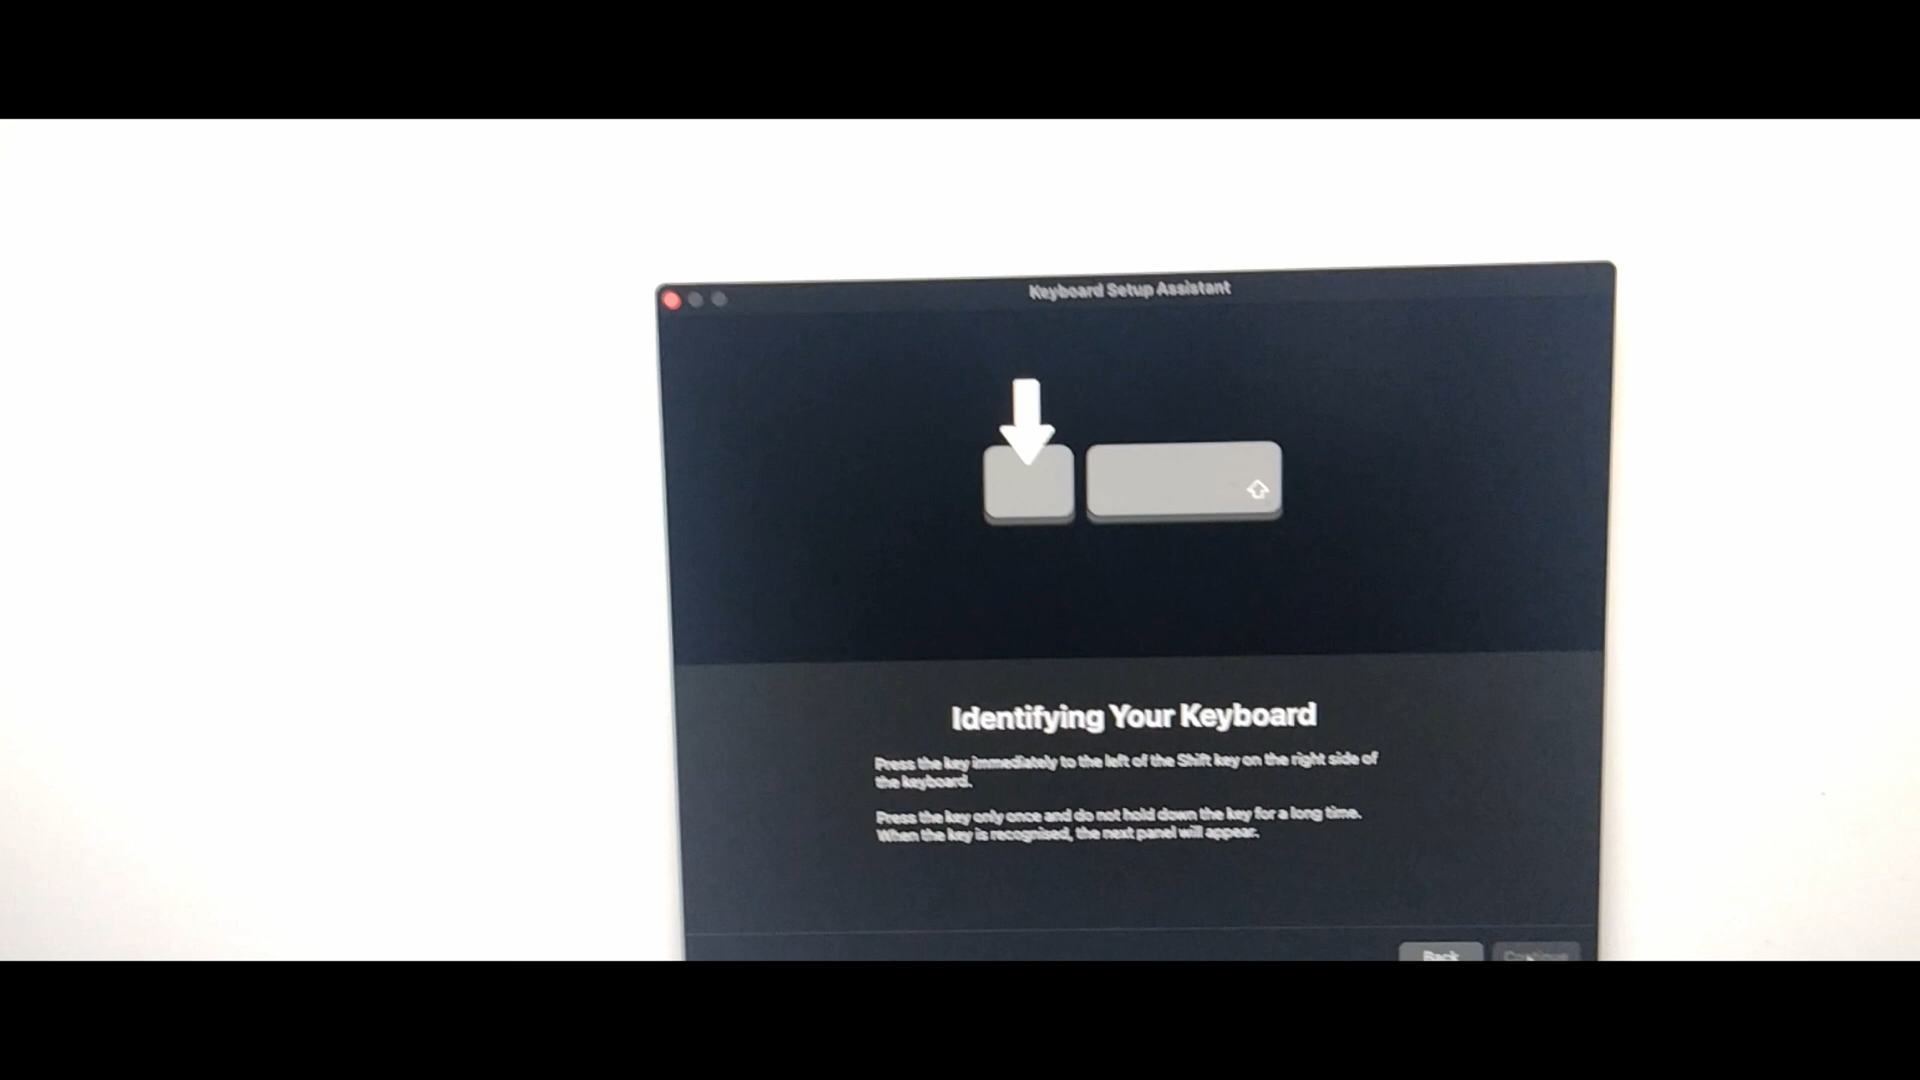 Keyboard Setup Assistant
Identifying Your Keyboard
Press the key immediately to the left of the Shift key on the right side of
the keyboard.
Press the key only once and do not hold down the key for a long time.
When the key is recognised, the next panel will appear.
Back
Continue